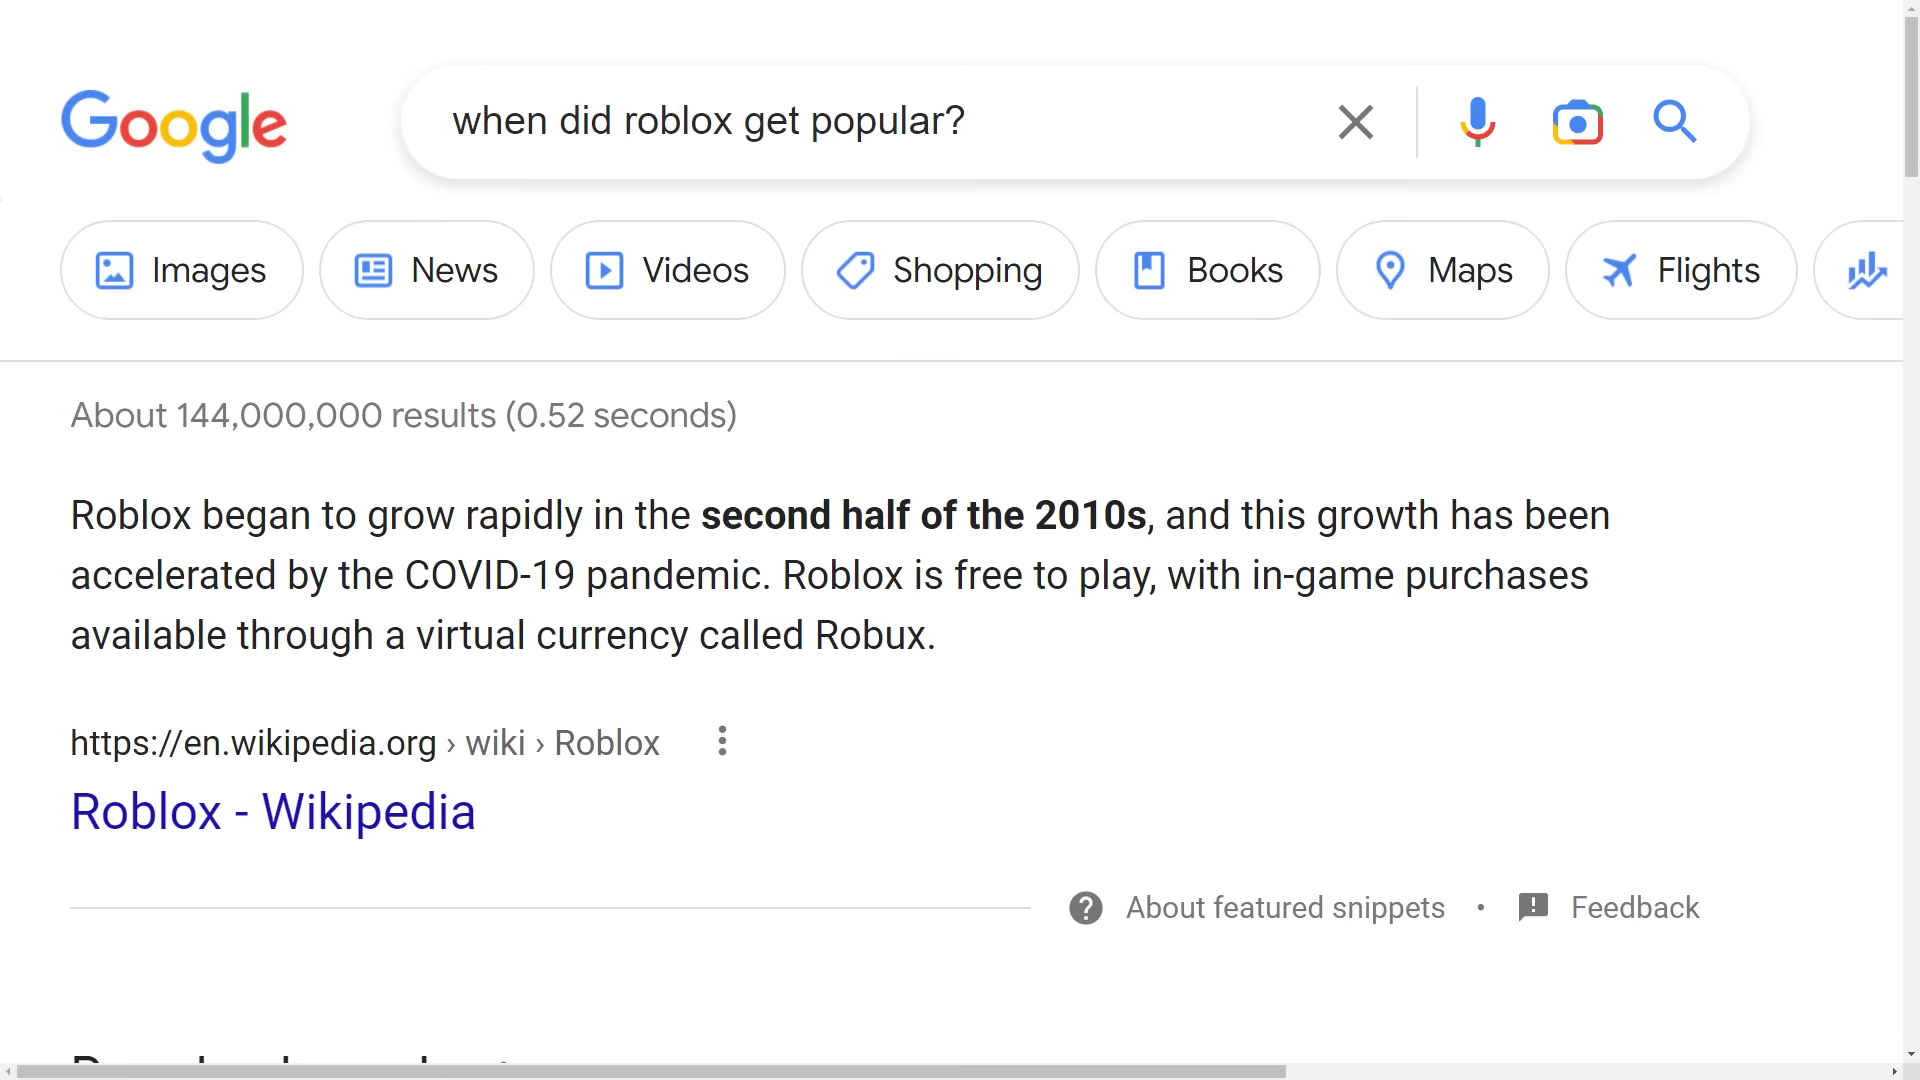 Google
when did roblox get popular?
Images
News
Videos
Shopping
Books
Maps
Flights
About 144,000,000 results (0.52 seconds)
Roblox began to grow rapidly in the second half of the 2010s, and this growth has been
accelerated by the COVID-19 pandemic. Roblox is free to play, with in-game purchases
available through a virtual currency called Robux.
https://en.wikipedia.org › wiki › Roblox
Roblox - Wikipedia
About featured snippets • Feedback